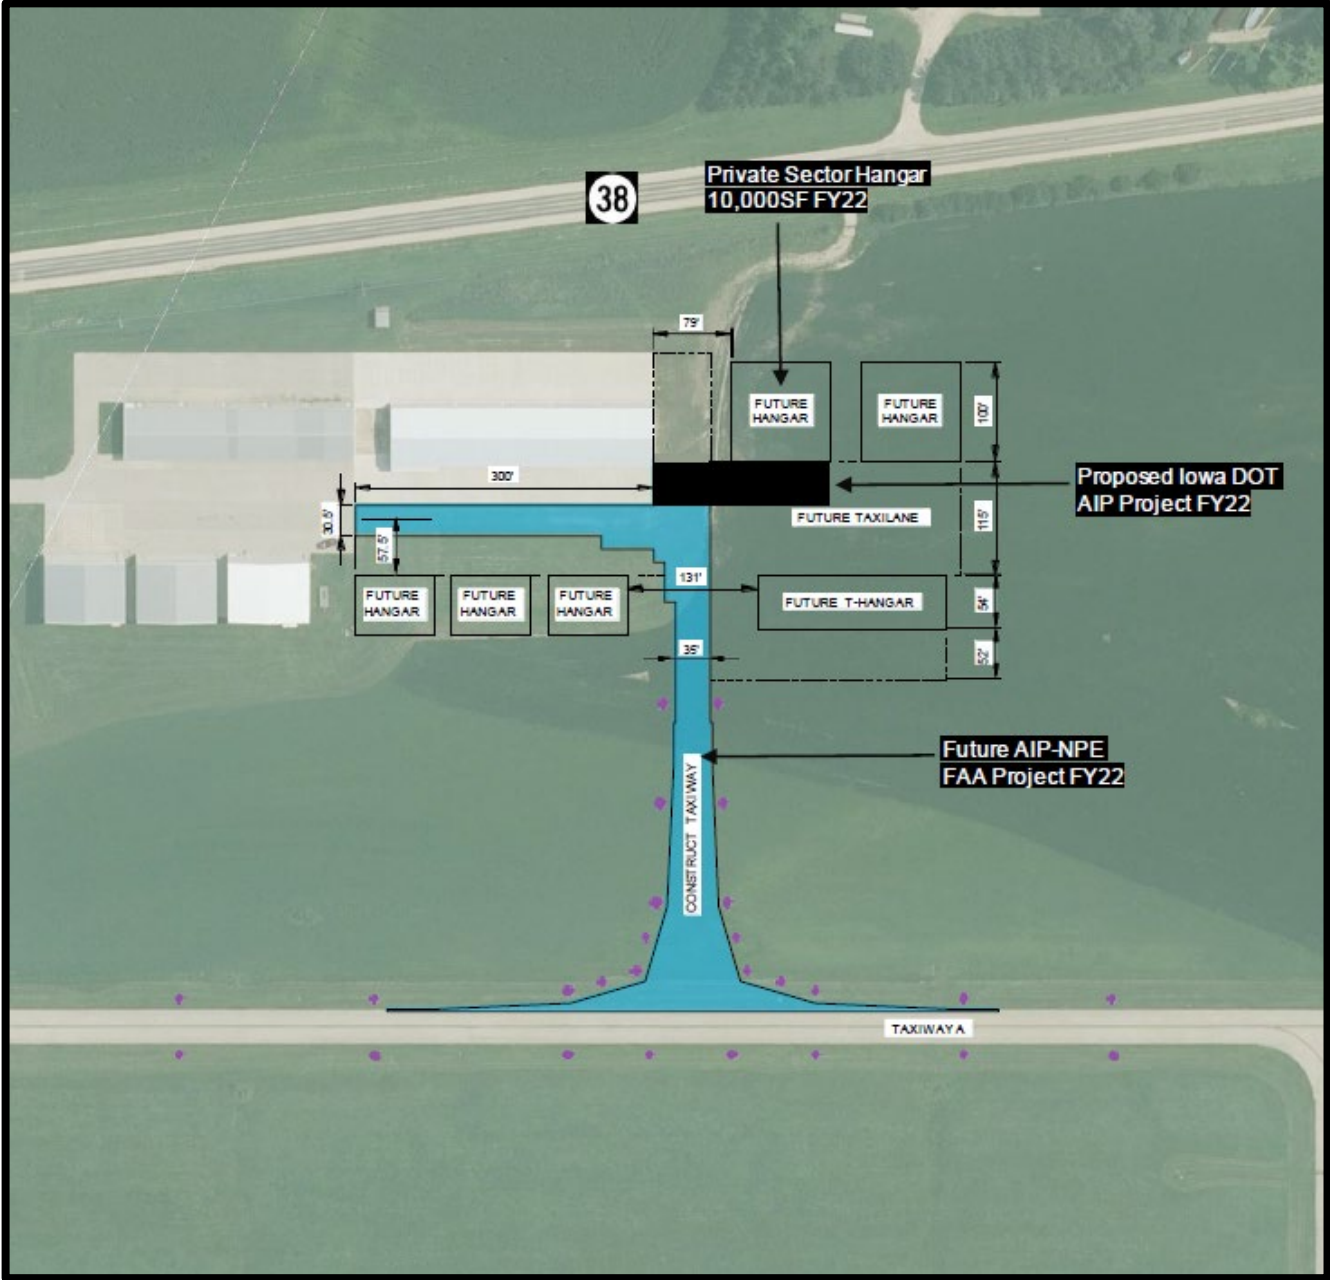 Private Sector Hangar
10,000SF FY22
38
79'
FUTURE
HANGAR
FUTURE
HANGAR
100'
300'
Proposed Iowa DOT
AIP Project FY22
30.5'
57.5'
FUTURE TAXILANE
115'
FUTURE
HANGAR
FUTURE
HANGAR
FUTURE
HANGAR
131'
FUTURE T-HANGAR
54'
35'
52'
Future AIP-NPE
FAA Project FY22
CONSTRUCT TAXIWAY
TAXIWAY A